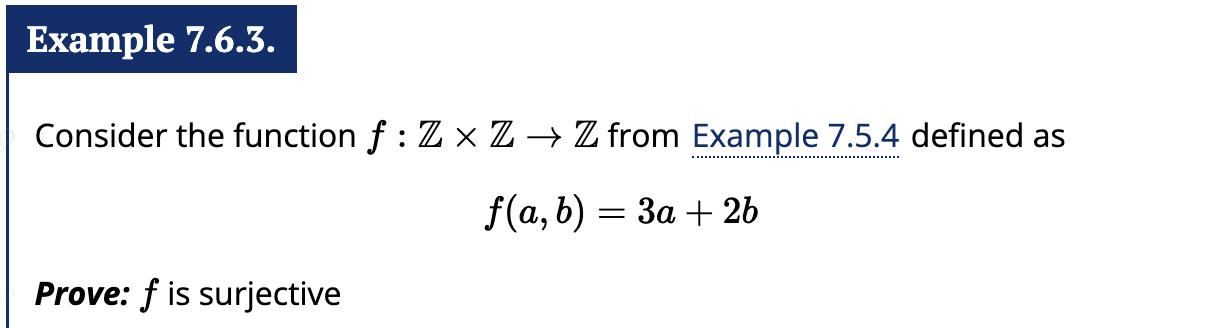 Example 7.6.3.
Consider the function f : ℤ × ℤ → ℤ from Example 7.5.4 defined as
f(a, b) = 3a + 2b
Prove: f is surjective